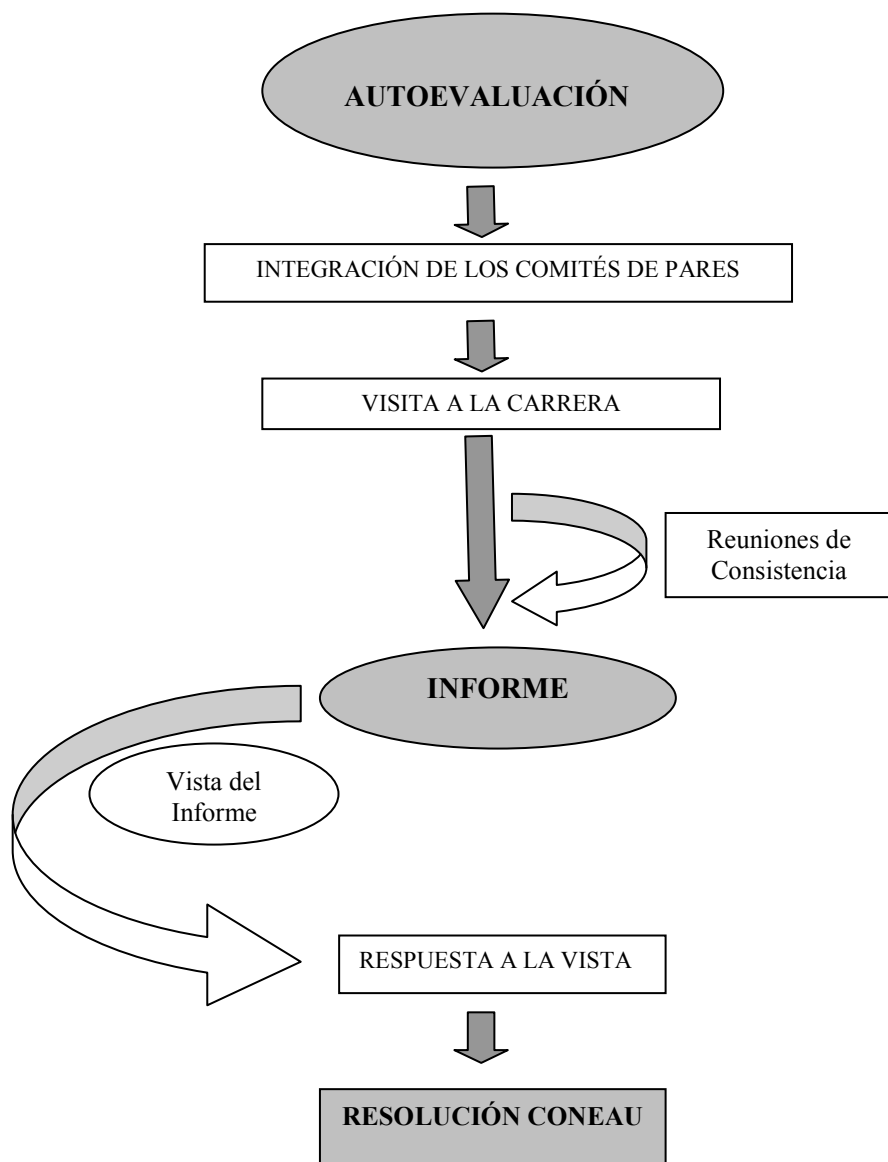 AUTOEVALUACIÓN
INTEGRACIÓN DE LOS COMITÉS DE PARES
VISITA A LA CARRERA
Reuniones de
Consistencia
INFORME
Vista del
Informe
RESPUESTA A LA VISTA
RESOLUCIÓN CONEAU